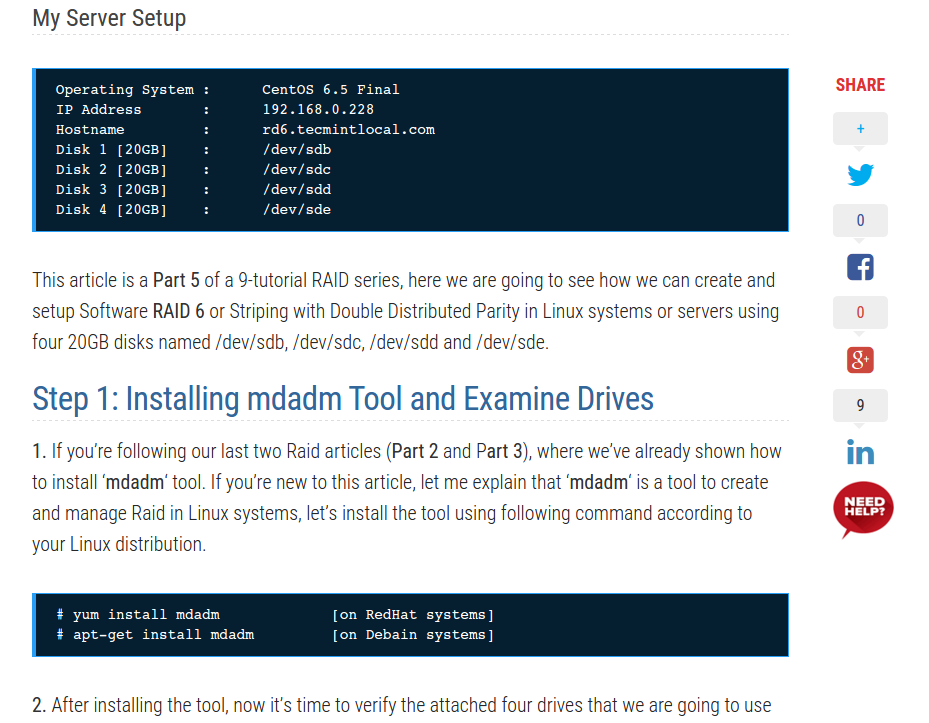 My Server Setup
Operating System : CentOS 6.5 Final
IP Address : 192.168.0.228
Hostname : rd6.tecmintlocal.com
Disk 1 [20GB] : /dev/sdb
Disk 2 [20GB] : /dev/sdc
Disk 3 [20GB] : /dev/sdd
Disk 4 [20GB] : /dev/sde
This article is a Part 5 of a 9-tutorial RAID series, here we are going to see how we can create and
setup Software RAID 6 or Striping with Double Distributed Parity in Linux systems or servers using
four 20GB disks named /dev/sdb, /dev/sdc, /dev/sdd and /dev/sde.
Step 1: Installing mdadm Tool and Examine Drives
1. If you’re following our last two Raid articles (Part 2 and Part 3), where we’ve already shown how
to install ‘mdadm‘ tool. If you’re new to this article, let me explain that ‘mdadm‘ is a tool to create
and manage Raid in Linux systems, let’s install the tool using following command according to
your Linux distribution.
# yum install mdadm [on RedHat systems]
# apt-get install mdadm [on Debain systems]
2. After installing the tool, now it’s time to verify the attached four drives that we are going to use
SHARE
+
0
f
0
g+
9
in
NEED
HELP?